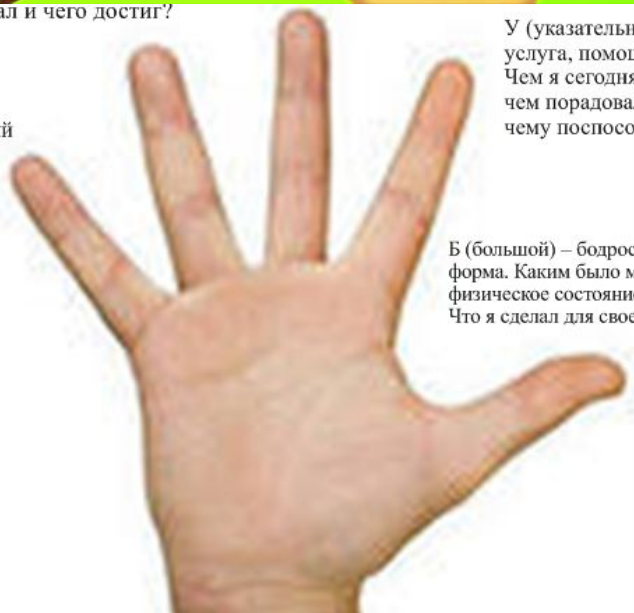 ал и чего достиг?
У (указательн
услуга, помощ
Чем я сегодня
чем порадова
чему поспосо
ий
Б (большой) – бодрос
форма. Каким было м
физическое состояни
Что я сделал для свое